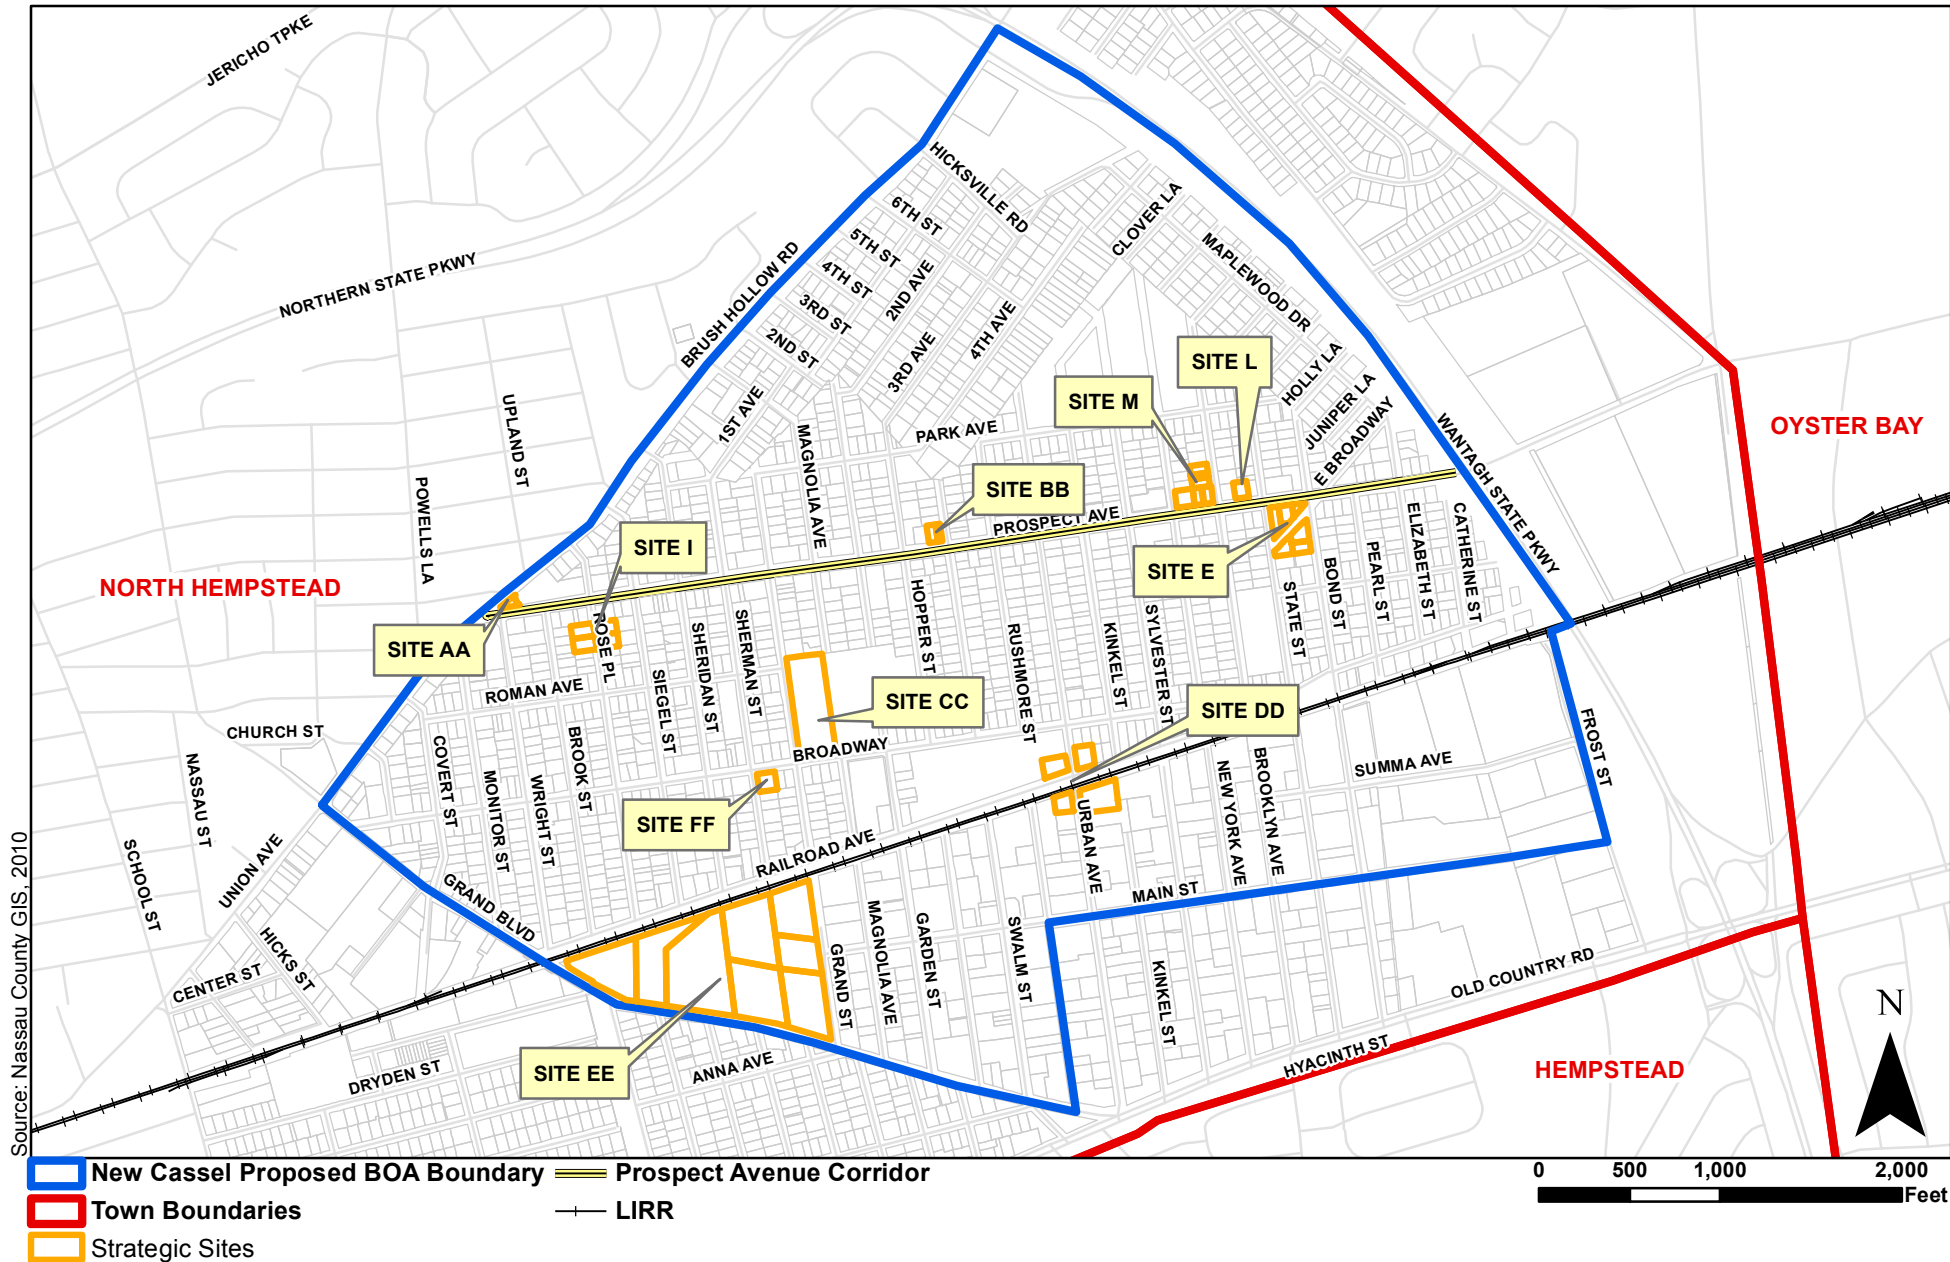 JERICHO TPKE
NORTHERN STATE PKWY
BRUSH HOLLOW RD
HICKSVILLE RD
6TH ST
5TH ST
4TH ST
3RD ST
2ND ST
2ND AVE
3RD AVE
4TH AVE
1ST AVE
CLOVER LA
MAPLEWOOD DR
HOLLY LA
JUNIPER LA
E BROADWAY
WANTAGH STATE PKWY
OYSTER BAY
SITE L
SITE M
SITE BB
SITE I
SITE E
SITE AA
SITE CC
SITE DD
SITE FF
SITE EE
UPLAND ST
POWELLS LA
MAGNOLIA AVE
PARK AVE
PROSPECT AVE
NORTH HEMPSTEAD
ROSE PL
ROMAN AVE
SIEGEL ST
SHERIDAN ST
SHERMAN ST
HOPPER ST
RUSHMORE ST
KINKEL ST
SYLVESTER ST
STATE ST
BOND ST
PEARL ST
ELIZABETH ST
CATHERINE ST
CHURCH ST
NASSAU ST
SCHOOL ST
UNION AVE
HICKS ST
CENTER ST
COVERT ST
MONITOR ST
WRIGHT ST
BROOK ST
BROADWAY
GRAND BLVD
RAILROAD AVE
URBAN AVE
NEW YORK AVE
BROOKLYN AVE
SUMMA AVE
FROST ST
MAIN ST
GRAND ST
MAGNOLIA AVE
GARDEN ST
SWALM ST
KINKEL ST
OLD COUNTRY RD
HYACINTH ST
DRYDEN ST
ANNA AVE
HEMPSTEAD
N
Source: Nassau County GIS, 2010
New Cassel Proposed BOA Boundary
Prospect Avenue Corridor
Town Boundaries
LIRR
Strategic Sites
0 500 1,000 2,000
Feet